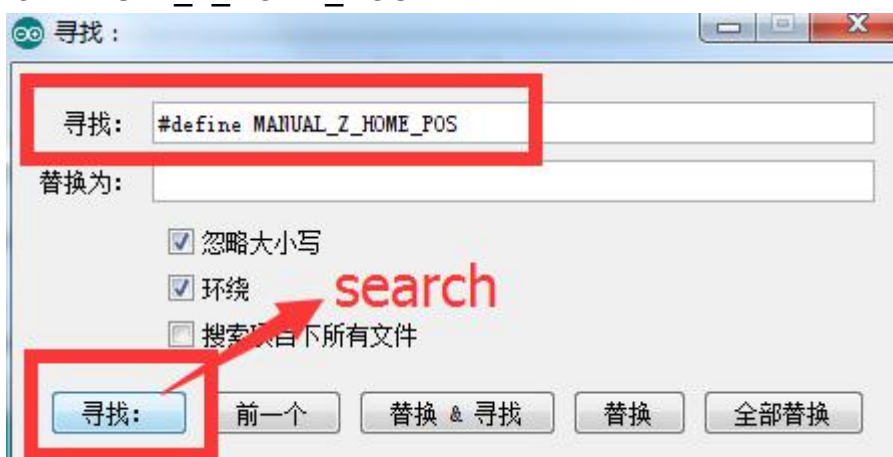 寻找：
寻找： #define MANUAL_Z_HOME_POS
替换为：
忽略大小写
环绕
search
搜索项目下所有文件
寻找： 前一个 替换 & 寻找 替换 全部替换